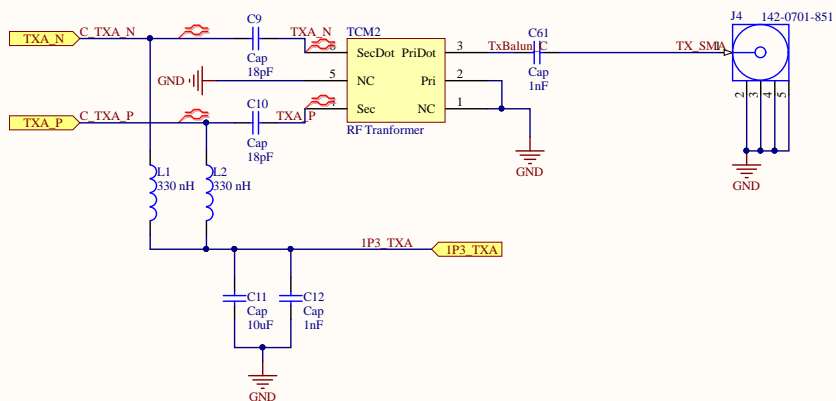 C9
TCM2
C61
J4 142-0701-851
TXA_N
C_TXA_N
TXA_N
Cap
18pF
6
SecDot PriDot
3
TxBalun_C
Cap
1nF
TX_SMA
1
GND
5
NC Pri
2
C10
TXA_P
C_TXA_P
TXA_P
4
Sec NC
1
Cap
18pF
RF Tranformer
GND
2
3
4
5
GND
L1
330 nH
L2
330 nH
1P3_TXA
1P3_TXA
C11
Cap
10uF
C12
Cap
1nF
GND